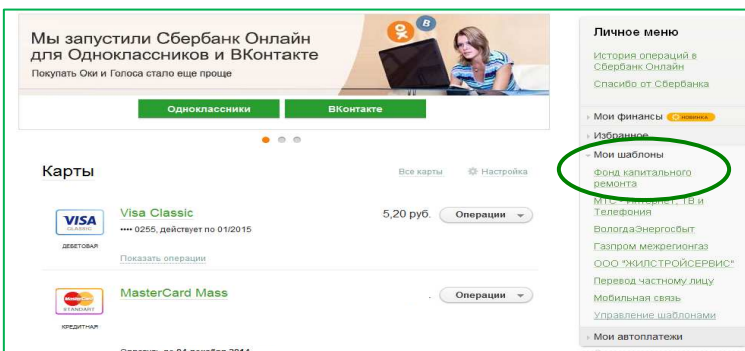 Мы запустили Сбербанк Онлайн
для Одноклассников и ВКонтакте
Покупать Оки и Голоса стало еще проще
Одноклассники
ВКонтакте
Карты
Все карты
Настройка
VISA
CLASSIC
ДЕБЕТОВАЯ
Visa Classic
•••• 0255, действует по 01/2015
Показать операции
5,20 руб.
Операции
MasterCard
STANDART
КРЕДИТНАЯ
MasterCard Mass
Операции
Личное меню
История операций в
Сбербанк Онлайн
Спасибо от Сбербанка
Мои финансы
новинка
Избранное
Мои шаблоны
Фонд капитального
ремонта
МТС - Интернет, ТВ и
Телефония
ВологдаЭнергосбыт
Газпром межрегионгаз
ООО "ЖИЛСТРОЙСЕРВИС"
Перевод частному лицу
Мобильная связь
Управление шаблонами
Мои автоплатежи